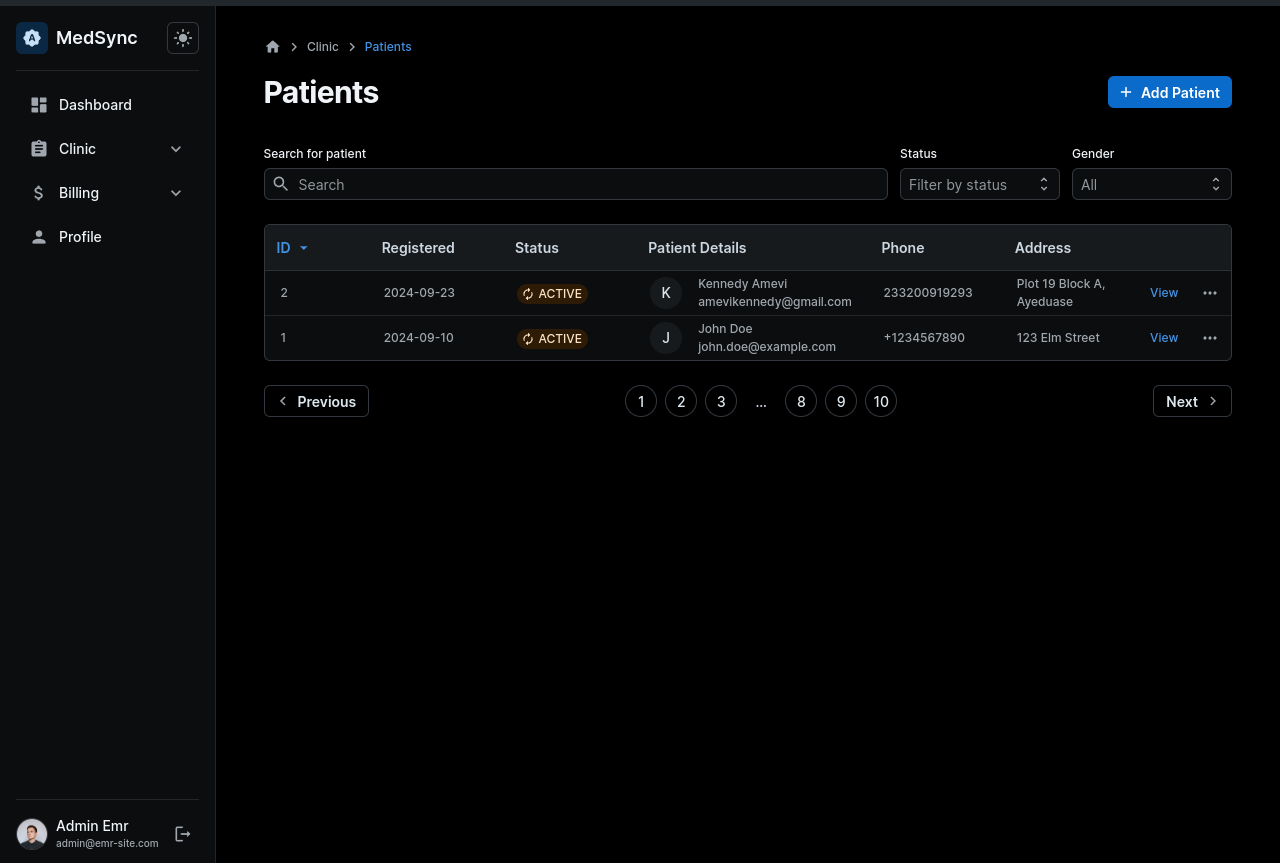 MedSync
Dashboard
Clinic
Billing
Profile
Admin Emr
admin@emr-site.com
Clinic
Patients
Patients
Add Patient
Search for patient
Status
Gender
Search
Filter by status
All
ID Registered Status Patient Details Phone Address
2 2024-09-23 ACTIVE K Kennedy Amevi amevikennedy@gmail.com 233200919293 Plot 19 Block A, Ayeduase View
1 2024-09-10 ACTIVE J John Doe john.doe@example.com +1234567890 123 Elm Street View
Previous 1 2 3 ... 8 9 10 Next